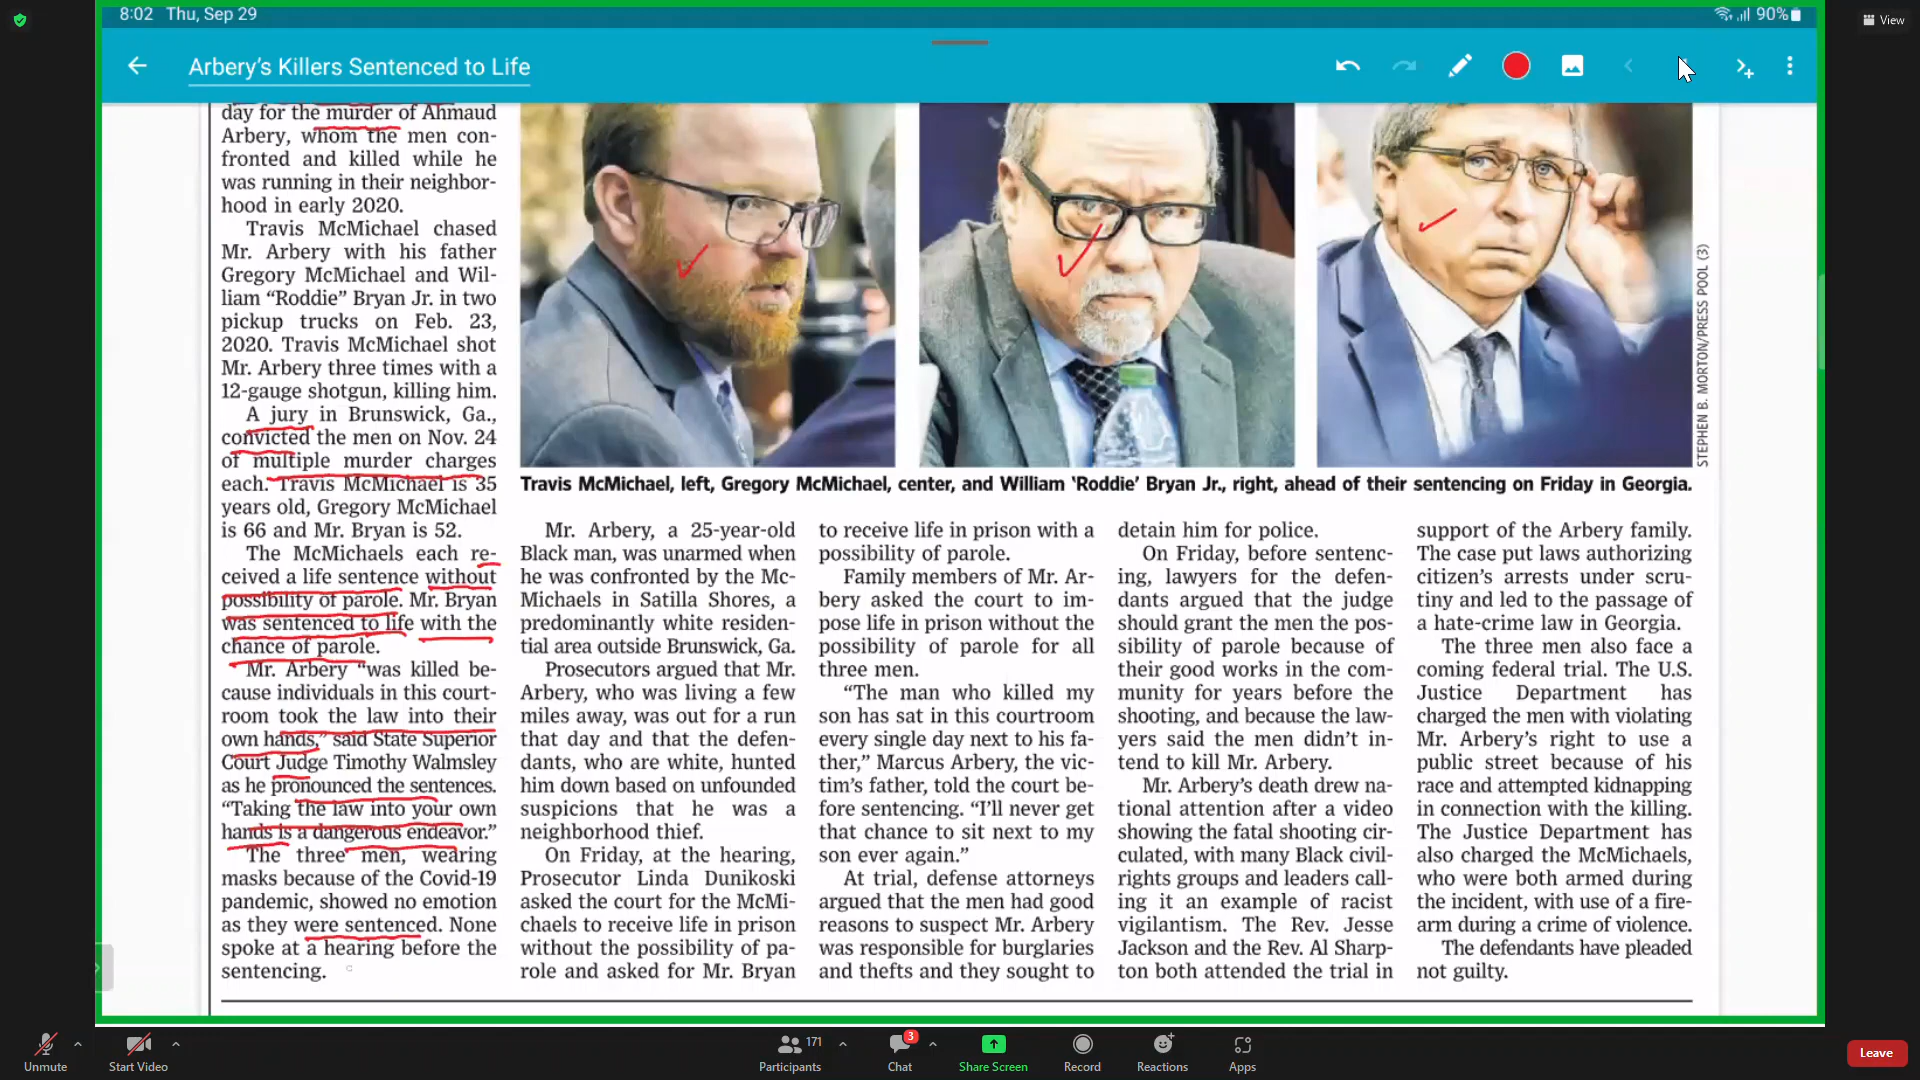 8:02 Thu, Sep 29
90%
View
Arbery's Killers Sentenced to Life
day for the murder of Ahmaud
Arbery, whom the men con-
fronted and killed while he
was running in their neighbor-
hood in early 2020.
Travis McMichael chased
Mr. Arbery with his father
Gregory McMichael and Wil-
liam “Roddie” Bryan Jr. in two
pickup trucks on Feb. 23,
2020. Travis McMichael shot
Mr. Arbery three times with a
12-gauge shotgun, killing him.
A jury in Brunswick, Ga.,
convicted the men on Nov. 24
of multiple murder charges
each. Travis McMichael is 35
years old, Gregory McMichael
is 66 and Mr. Bryan is 52.
The McMichaels each re-
ceived a life sentence without
possibility of parole. Mr. Bryan
was sentenced to life with the
chance of parole.
Mr. Arbery “was killed be-
cause individuals in this court-
room took the law into their
own hands,” said State Superior
Court Judge Timothy Walmsley
as he pronounced the sentences.
“Taking the law into your own
hands is a dangerous endeavor.”
The three men, wearing
masks because of the Covid-19
pandemic, showed no emotion
as they were sentenced. None
spoke at a hearing before the
sentencing.
STEPHEN B. MORTON/PRESS POOL (3)
Travis McMichael, left, Gregory McMichael, center, and William ‘Roddie’ Bryan Jr., right, ahead of their sentencing on Friday in Georgia.
Mr. Arbery, a 25-year-old
Black man, was unarmed when
he was confronted by the Mc-
Michaels in Satilla Shores, a
predominantly white residen-
tial area outside Brunswick, Ga.
Prosecutors argued that Mr.
Arbery, who was living a few
miles away, was out for a run
that day and that the defen-
dants, who are white, hunted
him down based on unfounded
suspicions that he was a
neighborhood thief.
On Friday, at the hearing,
Prosecutor Linda Dunikoski
asked the court for the McMi-
chaels to receive life in prison
without the possibility of pa-
role and asked for Mr. Bryan
to receive life in prison with a
possibility of parole.
Family members of Mr. Ar-
bery asked the court to im-
pose life in prison without the
possibility of parole for all
three men.
“The man who killed my
son has sat in this courtroom
every single day next to his fa-
ther,” Marcus Arbery, the vic-
tim’s father, told the court be-
fore sentencing. “I’ll never get
that chance to sit next to my
son ever again.”
At trial, defense attorneys
argued that the men had good
reasons to suspect Mr. Arbery
was responsible for burglaries
and thefts and they sought to
detain him for police.
On Friday, before sentenc-
ing, lawyers for the defen-
dants argued that the judge
should grant the men the pos-
sibility of parole because of
their good works in the com-
munity for years before the
shooting, and because the law-
yers said the men didn’t in-
tend to kill Mr. Arbery.
Mr. Arbery’s death drew na-
tional attention after a video
showing the fatal shooting cir-
culated, with many Black civil-
rights groups and leaders call-
ing it an example of racist
vigilantism. The Rev. Jesse
Jackson and the Rev. Al Sharp-
ton both attended the trial in
support of the Arbery family.
The case put laws authorizing
citizen’s arrests under scru-
tiny and led to the passage of
a hate-crime law in Georgia.
The three men also face a
coming federal trial. The U.S.
Justice Department has
charged the men with violating
Mr. Arbery’s right to use a
public street because of his
race and attempted kidnapping
in connection with the killing.
The Justice Department has
also charged the McMichaels,
who were both armed during
the incident, with use of a fire-
arm during a crime of violence.
The defendants have pleaded
not guilty.
Unmute
Start Video
171
Participants
3
Chat
Share Screen
Record
Reactions
Apps
Leave